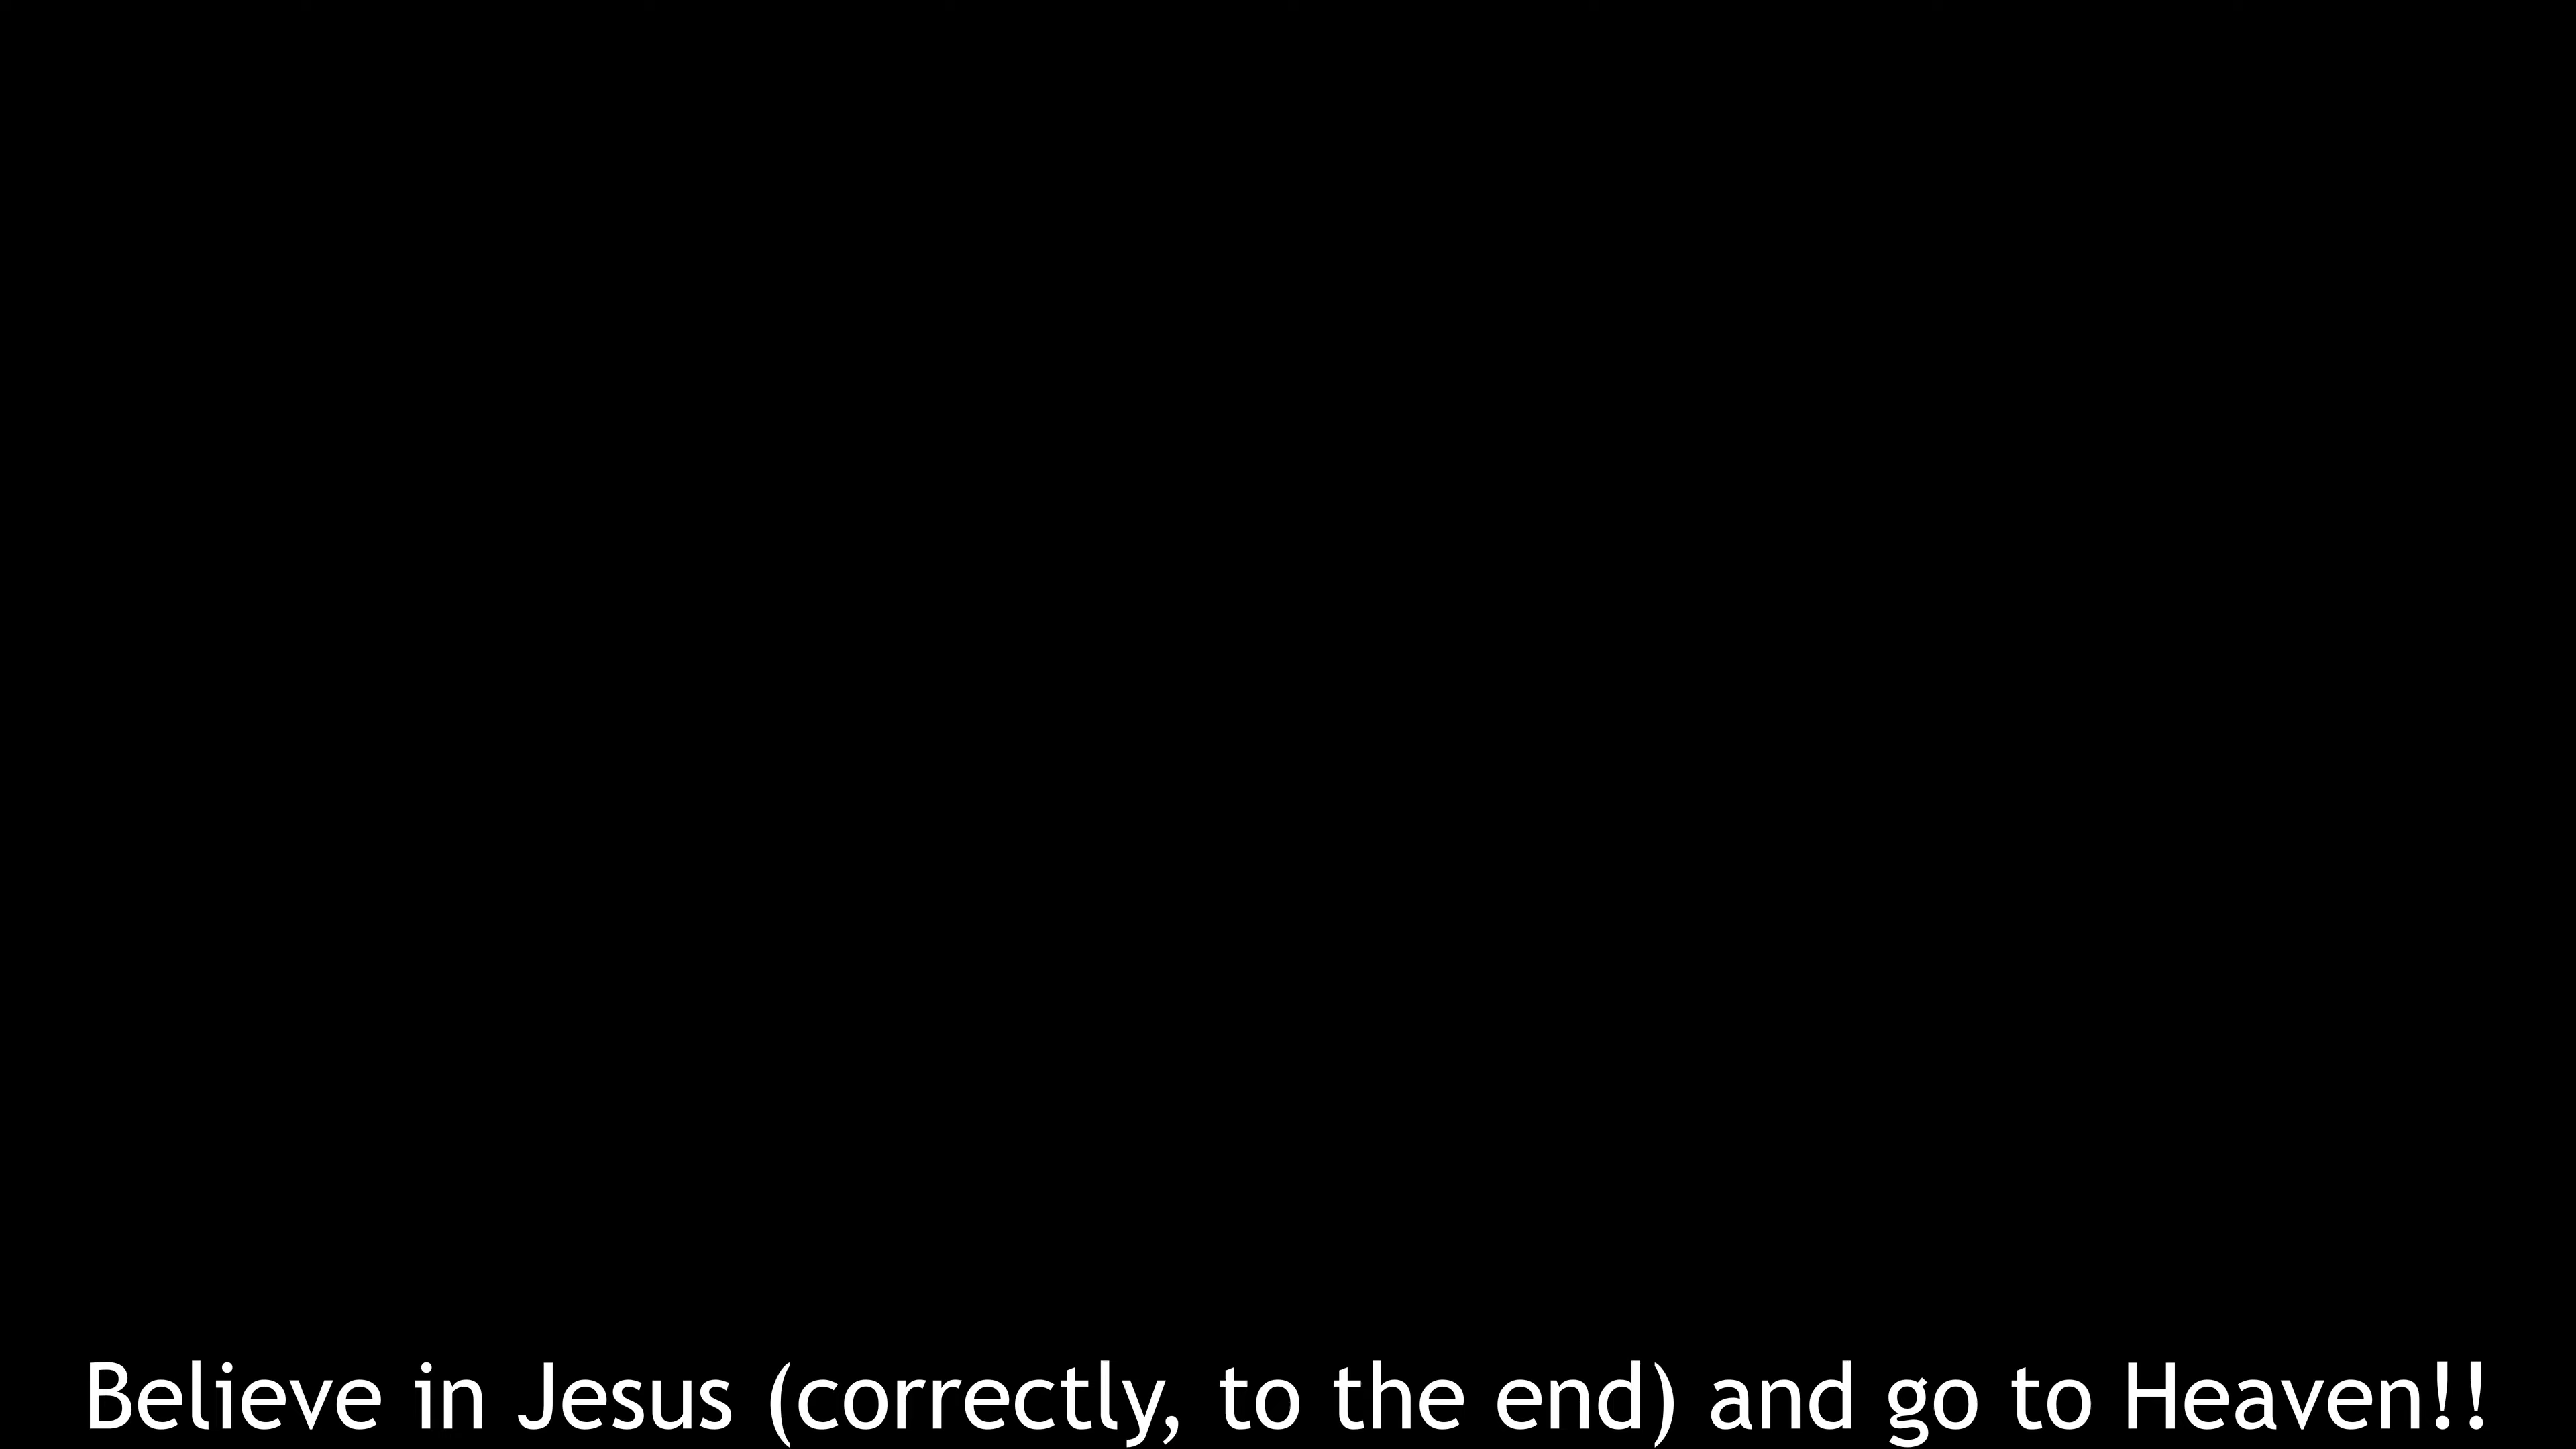 Believe in Jesus (correctly, to the end) and go to Heaven!!